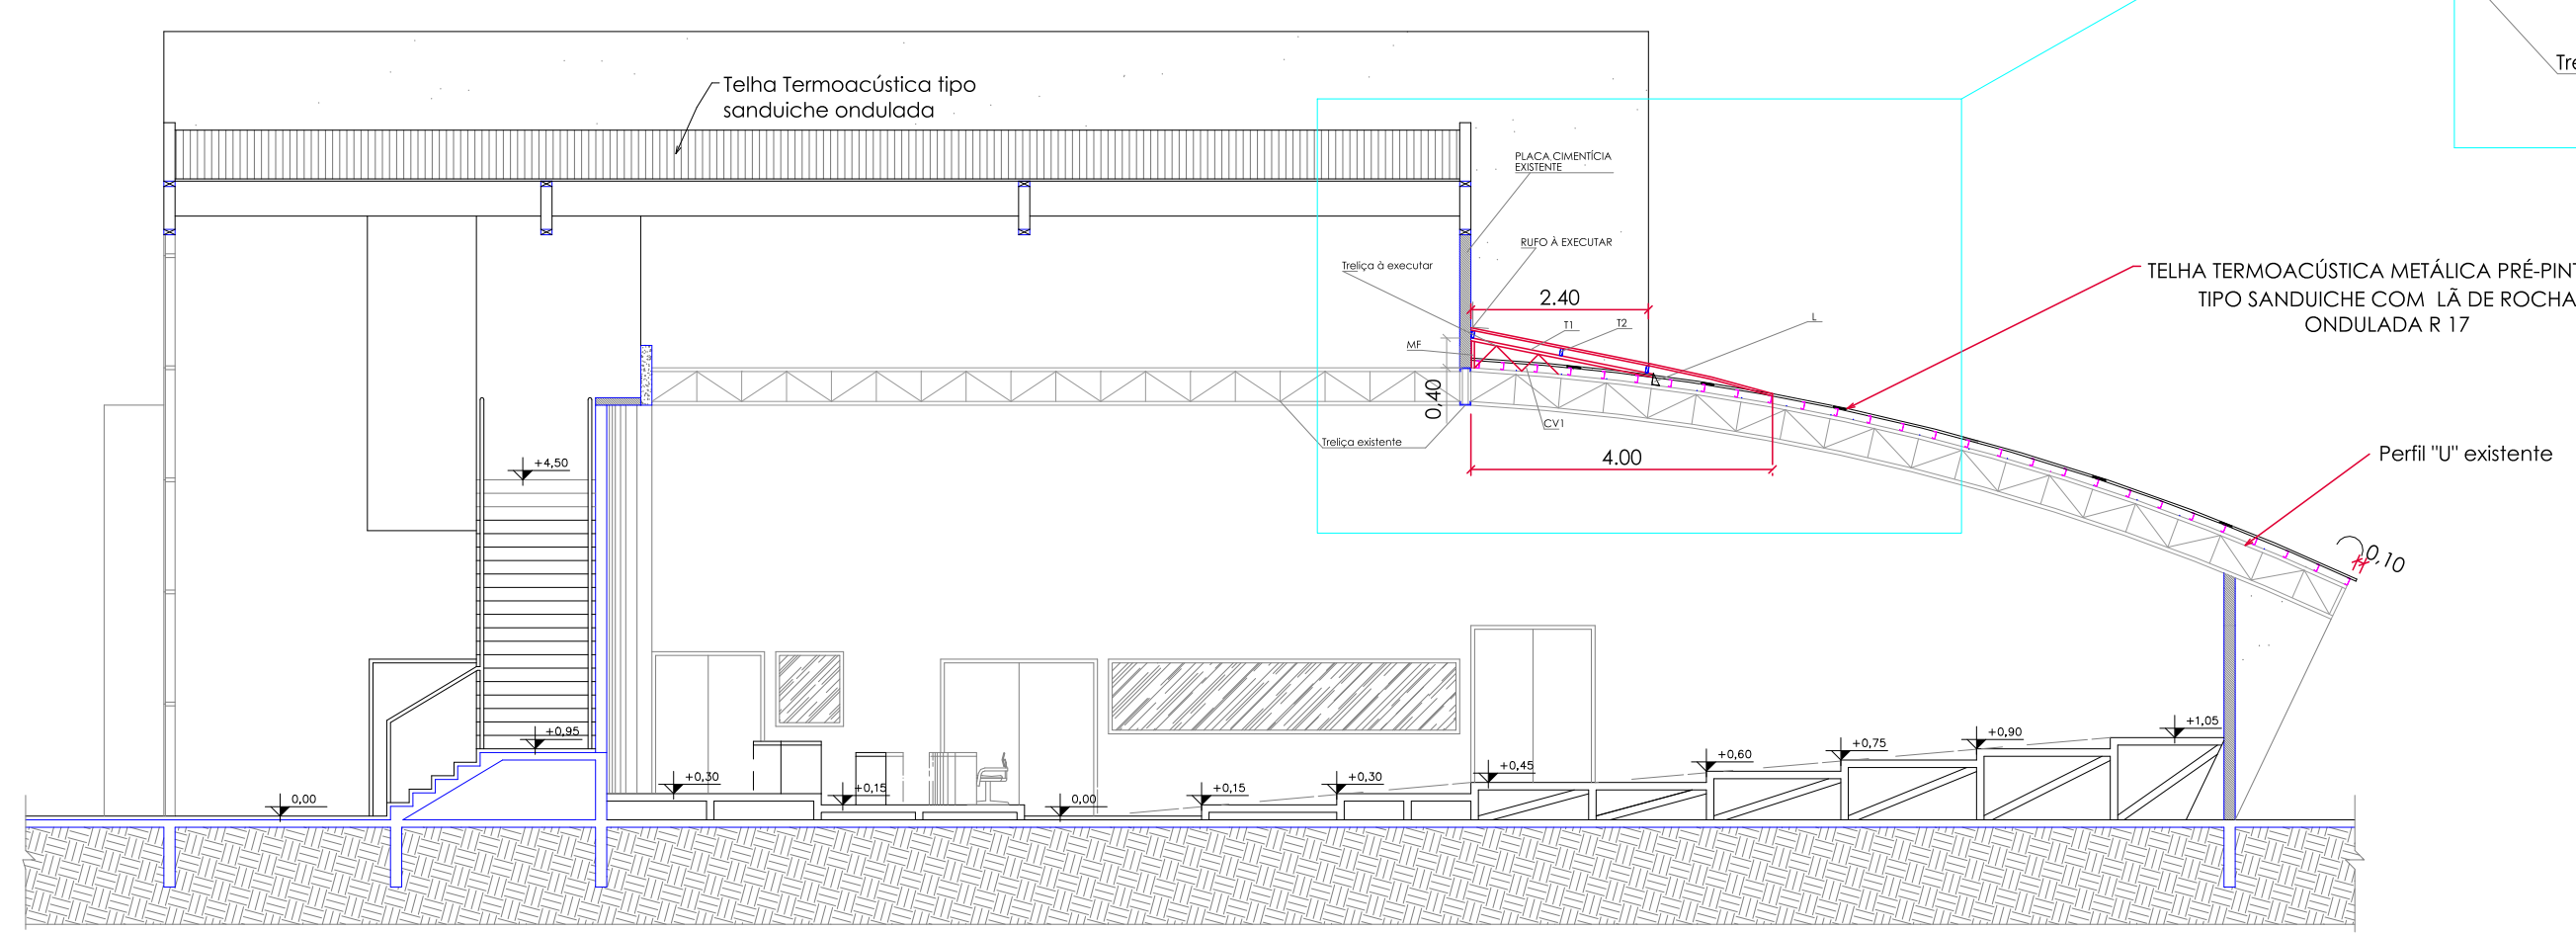 Telha Termoacústica tipo
sanduiche ondulada
Tre
PLACA CIMENTÍCIA
EXISTENTE
RUFO À EXECUTAR
Treliça à executar
2.40
T1
T2
L
MF
0,40
CV1
Treliça existente
4.00
TELHA TERMOACÚSTICA METÁLICA PRÉ-PINT
TIPO SANDUICHE COM LÃ DE ROCHA
ONDULADA R 17
Perfil "U" existente
0,10
+4,50
+0,95
0,00
+0,30
+0,15
0,00
+0,15
+0,30
+0,45
+0,60
+0,75
+0,90
+1,05